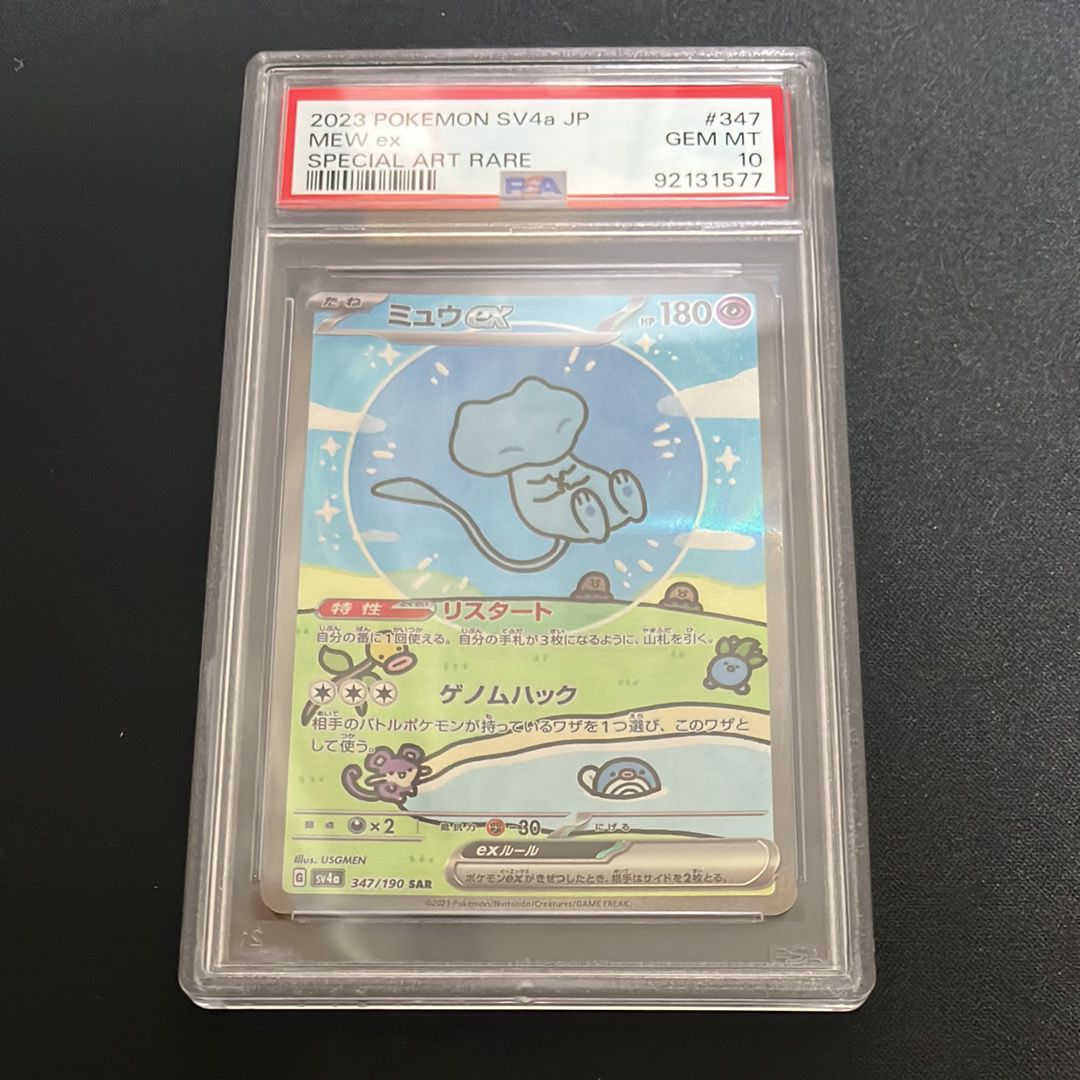 2023 POKEMON SV4a JP #347
MEW ex GEM MT
SPECIAL ART RARE 10
PSA 92131577
たね ミュウex HP 180
特性 リスタート
自分の番に1回使える。自分の手札が3枚になるように、山札を引く。
ゲノムハック
相手のバトルポケモンが持っているワザを1つ選び、このワザと
して使う。
弱点 ×2 抵抗力 -30 にげる
exルール
ポケモンexがきぜつしたとき、相手はサイドを2枚とる。
Illus. USGMEN
G sv4a 347/190 SAR
©2023 Pokémon/Nintendo/Creatures/GAME FREAK.